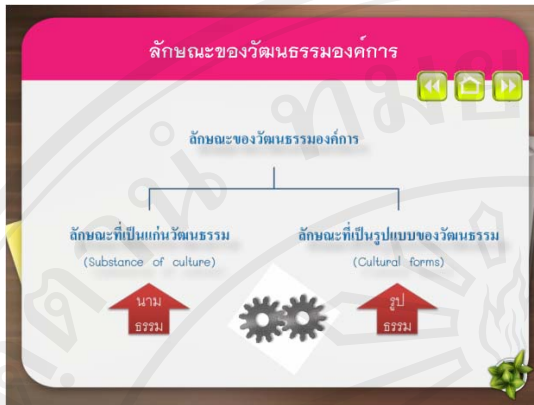 ลักษณะของวัฒนธรรมองค์การ
ลักษณะของวัฒนธรรมองค์การ
ลักษณะที่เป็นแก่นวัฒนธรรม
(Substance of culture)
ลักษณะที่เป็นรูปแบบของวัฒนธรรม
(Cultural forms)
นาม
ธรรม
รูป
ธรรม